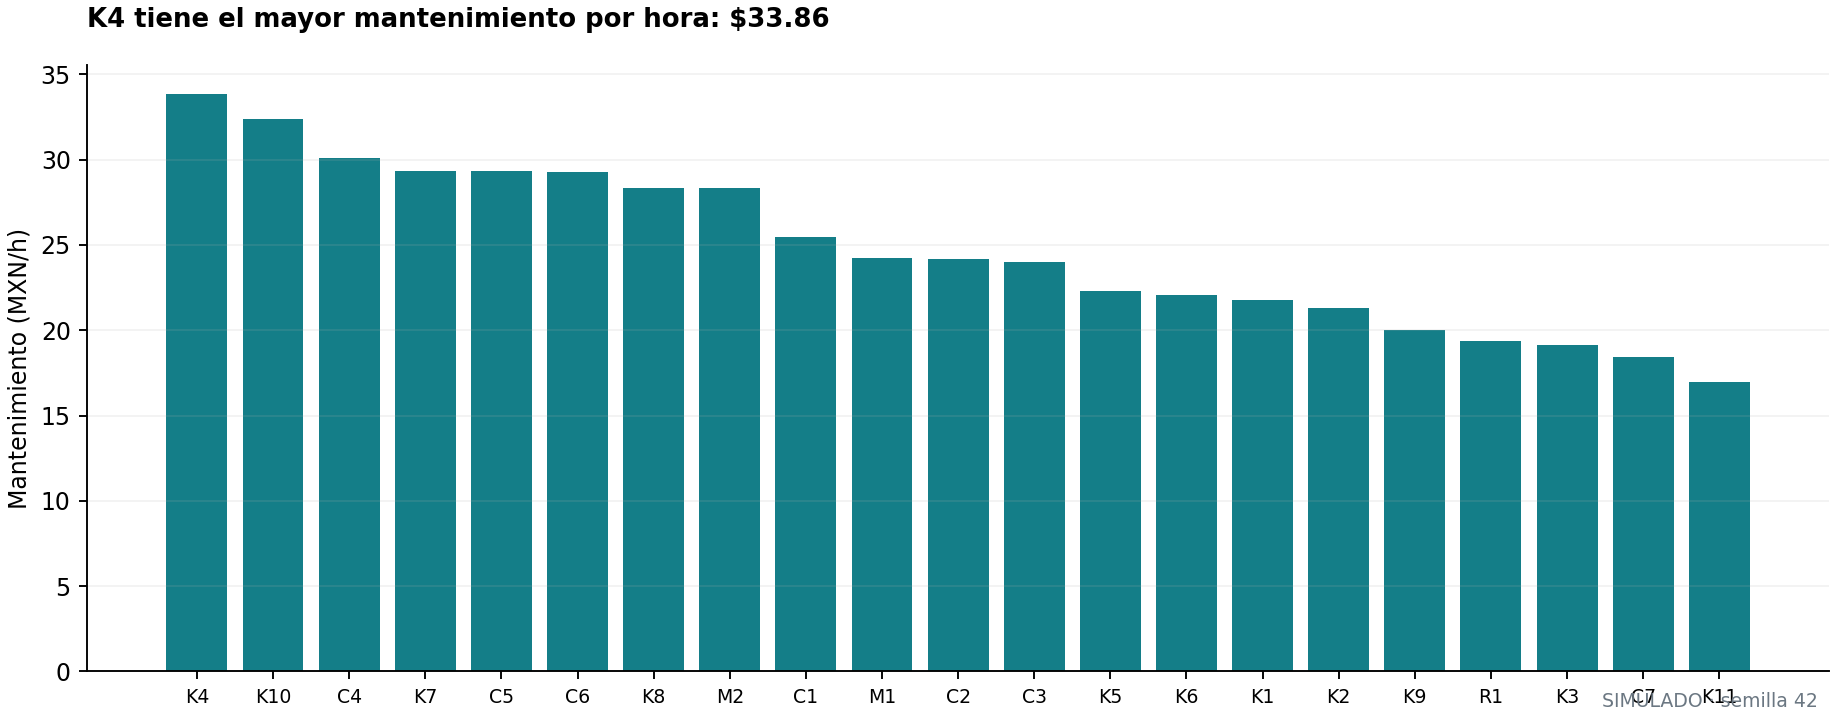 K4 tiene el mayor mantenimiento por hora: $33.86
Mantenimiento (MXN/h)
35
30
25
20
15
10
5
0
K4 K10 C4 K7 C5 C6 K8 M2 C1 M1 C2 C3 K5 K6 K1 K2 K9 R1 K3 C7 K11
SIMULADO · semilla 42